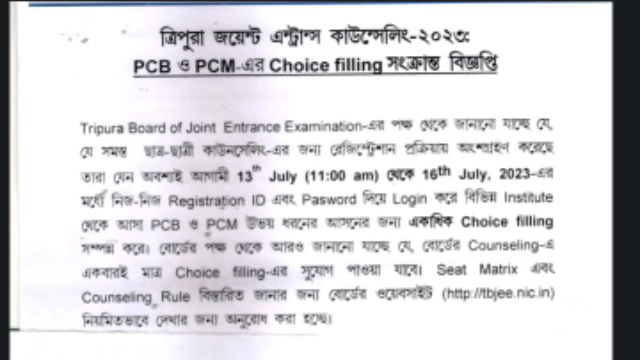 ত্রিপুরা জয়েন্ট এন্ট্রান্স কাউন্সেলিং-২০২৩:
PCB ও PCM-এর Choice filling সংক্রান্ত বিজ্ঞপ্তি
Tripura Board of Joint Entrance Examination-এর পক্ষ থেকে জানানো যাচ্ছে যে,
যে সমস্ত ছাত্র-ছাত্রী কাউনসেলিং-এর জন্য রেজিস্ট্রেশান প্রক্রিয়ায় অংশগ্রহণ করেছে
তারা যেন অবশ্যই আগামী 13th July (11:00 am) থেকে 16th July, 2023-এর
মধ্যে নিজ-নিজ Registration ID এবং Pasword দিয়ে Login করে বিভিন্ন Institute
থেকে আসা PCB ও PCM উভয় ধরনের আসনের জন্য একাধিক Choice filling
সম্পন্ন করে। বোর্ডের পক্ষ থেকে আরও জানানো যাচ্ছে যে, বোর্ডের Counseling-এ
একবারই মাত্র Choice filling-এর সুযোগ পাওয়া যাবে। Seat Matrix এবং
Counseling Rule বিস্তারিত জানার জন্য বোর্ডের ওয়েবসাইট (http://tbjee.nic.in)
নিয়মিতভাবে দেখার জন্য অনুরোধ করা হচ্ছে।